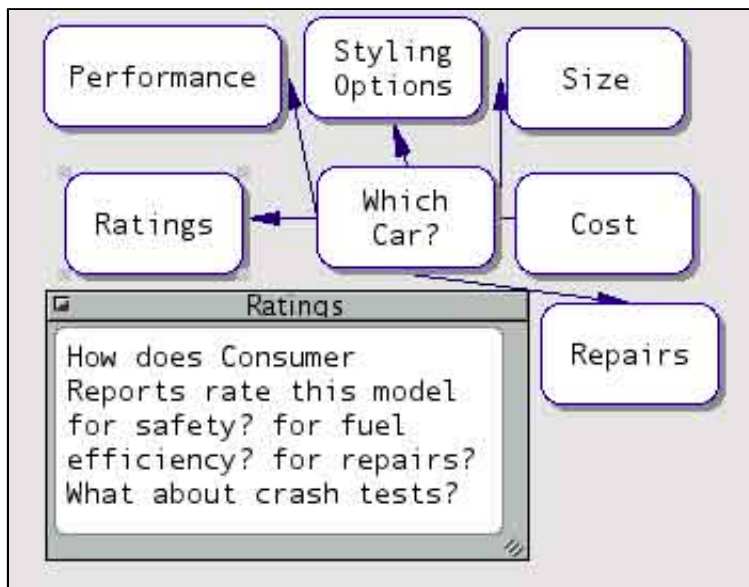 Performance
Styling
Options
Size
Ratings
Which
Car?
Cost
Ratings
How does Consumer
Reports rate this model
for safety? for fuel
efficiency? for repairs?
What about crash tests?
Repairs